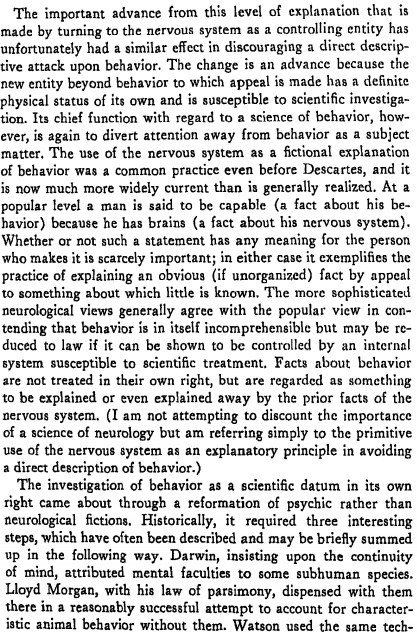 The important advance from this level of explanation that is
made by turning to the nervous system as a controlling entity has
unfortunately had a similar effect in discouraging a direct descrip-
tive attack upon behavior. The change is an advance because the
new entity beyond behavior to which appeal is made has a definite
physical status of its own and is susceptible to scientific investiga-
tion. Its chief function with regard to a science of behavior, how-
ever, is again to divert attention away from behavior as a subject
matter. The use of the nervous system as a fictional explanation
of behavior was a common practice even before Descartes, and it
is now much more widely current than is generally realized. At a
popular level a man is said to be capable (a fact about his be-
havior) because he has brains (a fact about his nervous system).
Whether or not such a statement has any meaning for the person
who makes it is scarcely important; in either case it exemplifies the
practice of explaining an obvious (if unorganized) fact by appeal
to something about which little is known. The more sophisticated
neurological views generally agree with the popular view in con-
tending that behavior is in itself incomprehensible but may be re-
duced to law if it can be shown to be controlled by an internal
system susceptible to scientific treatment. Facts about behavior
are not treated in their own right, but are regarded as something
to be explained or even explained away by the prior facts of the
nervous system. (I am not attempting to discount the importance
of a science of neurology but am referring simply to the primitive
use of the nervous system as an explanatory principle in avoiding
a direct description of behavior.)
The investigation of behavior as a scientific datum in its own
right came about through a reformation of psychic rather than
neurological fictions. Historically, it required three interesting
steps, which have often been described and may be briefly summed
up in the following way. Darwin, insisting upon the continuity
of mind, attributed mental faculties to some subhuman species.
Lloyd Morgan, with his law of parsimony, dispensed with them
there in a reasonably successful attempt to account for character-
istic animal behavior without them. Watson used the same tech-